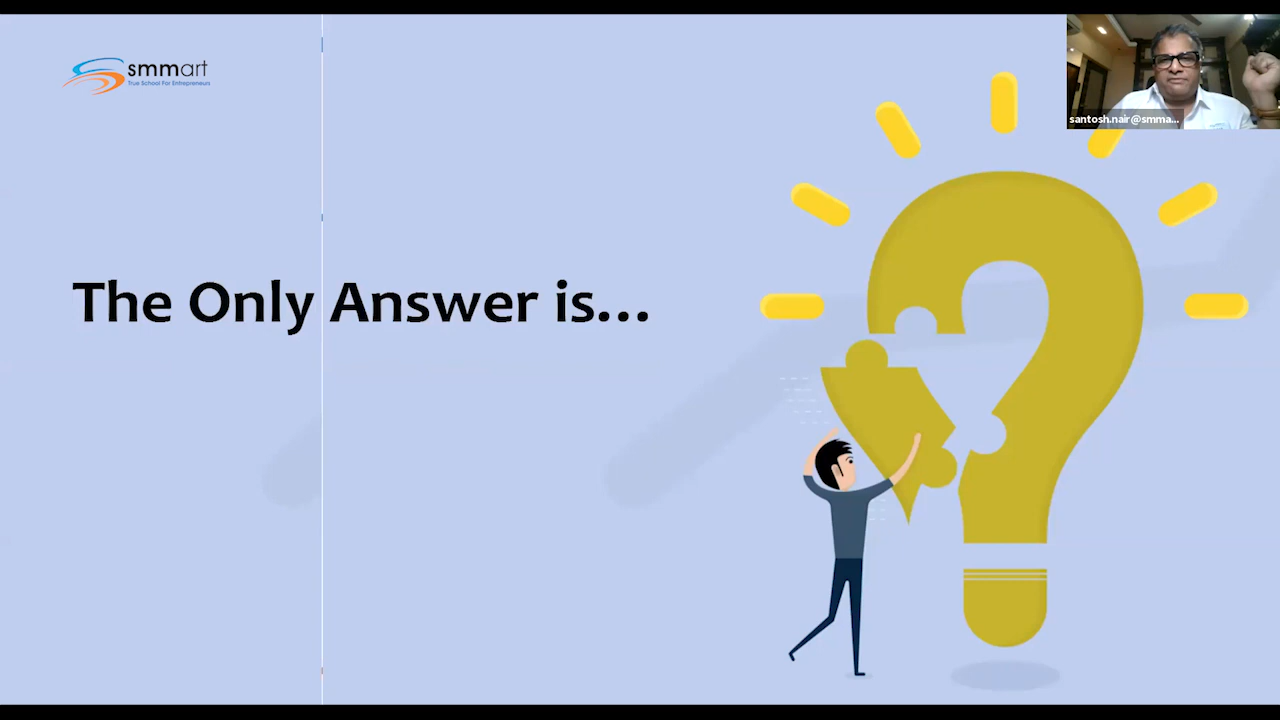 smmart
True School For Entrepreneurs
santosh.nair@smma...
The Only Answer is...